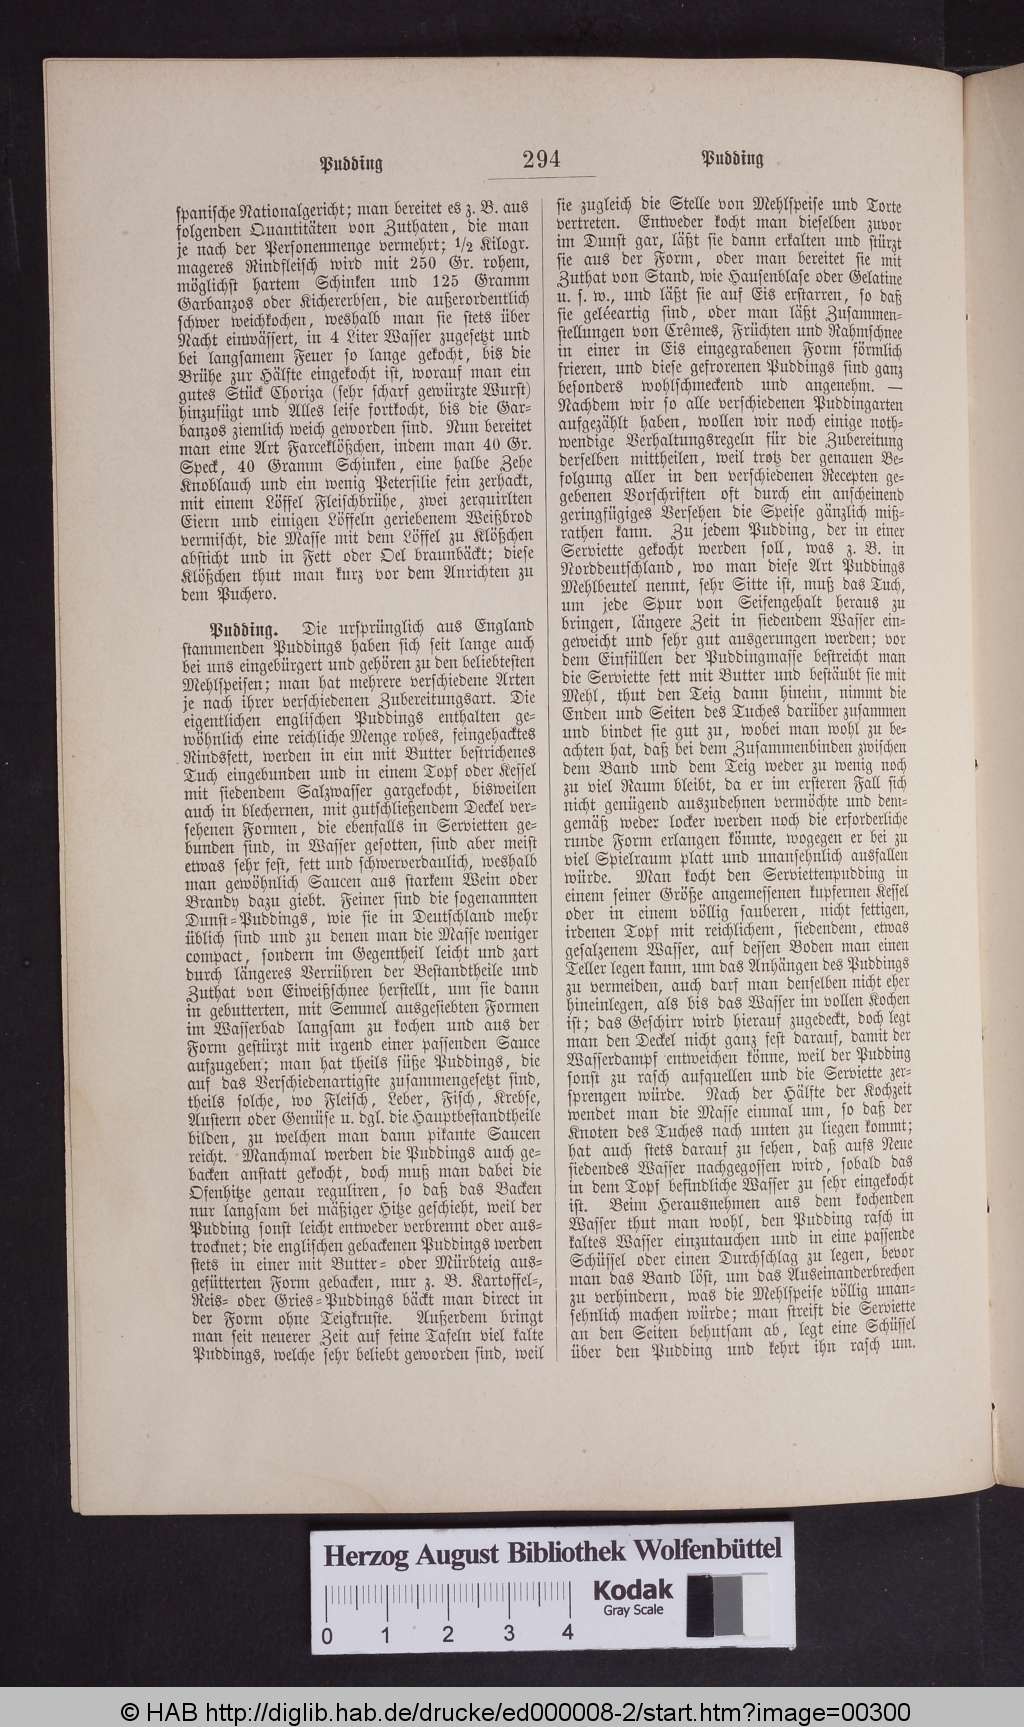 Pudding 294 Pudding
spanische Nationalgericht; man bereitet es z. B. aus
folgenden Quantitäten von Zuthaten, die man
je nach der Personenmenge vermehrt; 1/2 Kilogr.
mageres Rindfleisch wird mit 250 Gr. rohem,
möglichst hartem Schinken und 125 Gramm
Garbanzos oder Kichererbsen, die außerordentlich
schwer weichkochen, weshalb man sie stets über
Nacht einwässert, in 4 Liter Wasser zugesetzt und
bei langsamem Feuer so lange gekocht, bis die
Brühe zur Hälfte eingekocht ist, worauf man ein
gutes Stück Choriza (sehr scharf gewürzte Wurst)
hinzufügt und Alles leise fortkocht, bis die Gar-
banzos ziemlich weich geworden sind. Nun bereitet
man eine Art Farceklößchen, indem man 40 Gr.
Speck, 40 Gramm Schinken, eine halbe Zehe
Knoblauch und ein wenig Petersilie fein zerhackt,
mit einem Löffel Fleischbrühe, zwei zerquirlten
Eiern und einigen Löffeln geriebenem Weißbrod
vermischt, die Masse mit dem Löffel zu Klößchen
absticht und in Fett oder Oel braunbäckt; diese
Klößchen thut man kurz vor dem Anrichten zu
dem Puchero.
Pudding. Die ursprünglich aus England
stammenden Puddings haben sich seit lange auch
bei uns eingebürgert und gehören zu den beliebtesten
Mehlspeisen; man hat mehrere verschiedene Arten
je nach ihrer verschiedenen Zubereitungsart. Die
eigentlichen englischen Puddings enthalten ge-
wöhnlich eine reichliche Menge rohes, feingehacktes
Rindsfett, werden in ein mit Butter bestrichenes
Tuch eingebunden und in einem Topf oder Kessel
mit siedendem Salzwasser gargekocht, bisweilen
auch in blechernen, mit gutschließendem Deckel ver-
sehenen Formen, die ebenfalls in Servietten ge-
bunden sind, in Wasser gesotten, sind aber meist
etwas sehr fest, fett und schwerverdaulich, weshalb
man gewöhnlich Saucen aus starkem Wein oder
Brandy dazu giebt. Feiner sind die sogenannten
Dunst-Puddings, wie sie in Deutschland mehr
üblich sind und zu denen man die Masse weniger
compact, sondern im Gegentheil leicht und zart
durch längeres Verrühren der Bestandtheile und
Zuthat von Eiweißschnee herstellt, um sie dann
in gebutterten, mit Semmel ausgesiebten Formen
im Wasserbad langsam zu kochen und aus der
Form gestürzt mit irgend einer passenden Sauce
aufzugeben; man hat theils süße Puddings, die
auf das Verschiedenartigste zusammengesetzt sind,
theils solche, wo Fleisch, Leber, Fisch, Krebse,
Austern oder Gemüse u. dgl. die Hauptbestandtheile
bilden, zu welchen man dann pikante Saucen
reicht. Manchmal werden die Puddings auch ge-
backen anstatt gekocht, doch muß man dabei die
Ofenhitze genau reguliren, so daß das Backen
nur langsam bei mäßiger Hitze geschieht, weil der
Pudding sonst leicht entweder verbrennt oder aus-
trocknet; die englischen gebackenen Puddings werden
stets in einer mit Butter- oder Mürbteig aus-
gefütterten Form gebacken, nur z. B. Kartoffel-,
Reis- oder Gries-Puddings bäckt man direct in
der Form ohne Teigkruste. Außerdem bringt
man seit neuerer Zeit auf feine Tafeln viel kalte
Puddings, welche sehr beliebt geworden sind, weil
sie zugleich die Stelle von Mehlspeise und Torte
vertreten. Entweder kocht man dieselben zuvor
im Dunst gar, läßt sie dann erkalten und stürzt
sie aus der Form, oder man bereitet sie mit
Zuthat von Stand, wie Hausenblase oder Gelatine
u. s. w., und läßt sie auf Eis erstarren, so daß
sie geléeartig sind, oder man läßt Zusammen-
stellungen von Crêmes, Früchten und Rahmschnee
in einer in Eis eingegrabenen Form förmlich
frieren, und diese gefrorenen Puddings sind ganz
besonders wohlschmeckend und angenehm. —
Nachdem wir so alle verschiedenen Puddingarten
aufgezählt haben, wollen wir noch einige noth-
wendige Verhaltungsregeln für die Zubereitung
derselben mittheilen, weil trotz der genauen Be-
folgung aller in den verschiedenen Recepten ge-
gebenen Vorschriften oft durch ein anscheinend
geringfügiges Versehen die Speise gänzlich miß-
rathen kann. Zu jedem Pudding, der in einer
Serviette gekocht werden soll, was z. B. in
Norddeutschland, wo man diese Art Puddings
Mehlbeutel nennt, sehr Sitte ist, muß das Tuch,
um jede Spur von Seifengehalt heraus zu
bringen, längere Zeit in siedendem Wasser ein-
geweicht und sehr gut ausgerungen werden; vor
dem Einfüllen der Puddingmasse bestreicht man
die Serviette fett mit Butter und bestäubt sie mit
Mehl, thut den Teig dann hinein, nimmt die
Enden und Seiten des Tuches darüber zusammen
und bindet sie gut zu, wobei man wohl zu be-
achten hat, daß bei dem Zusammenbinden zwischen
dem Band und dem Teig weder zu wenig noch
zu viel Raum bleibt, da er im ersteren Fall sich
nicht genügend auszudehnen vermöchte und dem-
gemäß weder locker werden noch die erforderliche
runde Form erlangen könnte, wogegen er bei zu
viel Spielraum platt und unansehnlich ausfallen
würde. Man kocht den Serviettenpudding in
einem seiner Größe angemessenen kupfernen Kessel
oder in einem völlig sauberen, nicht fettigen,
irdenen Topf mit reichlichem, siedendem, etwas
gesalzenem Wasser, auf dessen Boden man einen
Teller legen kann, um das Anhängen des Puddings
zu vermeiden, auch darf man denselben nicht eher
hineinlegen, als bis das Wasser im vollen Kochen
ist; das Geschirr wird hierauf zugedeckt, doch legt
man den Deckel nicht ganz fest darauf, damit der
Wasserdampf entweichen könne, weil der Pudding
sonst zu rasch aufquellen und die Serviette zer-
sprengen würde. Nach der Hälfte der Kochzeit
wendet man die Masse einmal um, so daß der
Knoten des Tuches nach unten zu liegen kommt;
hat auch stets darauf zu sehen, daß aufs Neue
siedendes Wasser nachgegossen wird, sobald das
in dem Topf befindliche Wasser zu sehr eingekocht
ist. Beim Herausnehmen aus dem kochenden
Wasser thut man wohl, den Pudding rasch in
kaltes Wasser einzutauchen und in eine passende
Schüssel oder einen Durchschlag zu legen, bevor
man das Band löst, um das Auseinanderbrechen
zu verhindern, was die Mehlspeise völlig unan-
sehnlich machen würde; man streift die Serviette
an den Seiten behutsam ab, legt eine Schüssel
über den Pudding und kehrt ihn rasch um.
Herzog August Bibliothek Wolfenbüttel
Kodak
Gray Scale
0 1 2 3 4
© HAB http://diglib.hab.de/drucke/ed000008-2/start.htm?image=00300